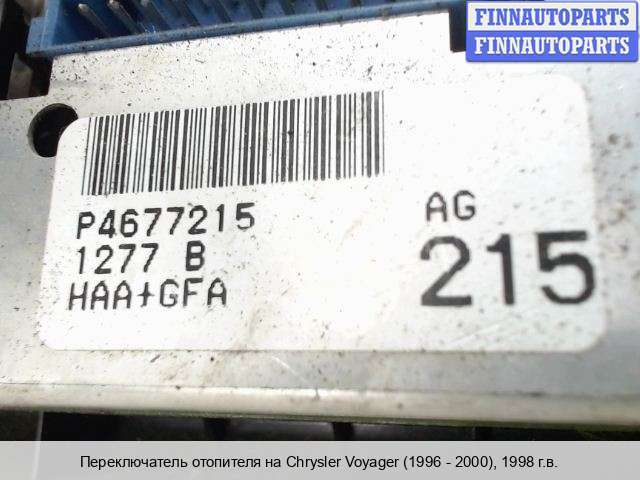 FINNAUTOPARTS
FINNAUTOPARTS
P4677215
AG
1277 B
215
HAA+GFA
Переключатель отопителя на Chrysler Voyager (1996 - 2000), 1998 г.в.